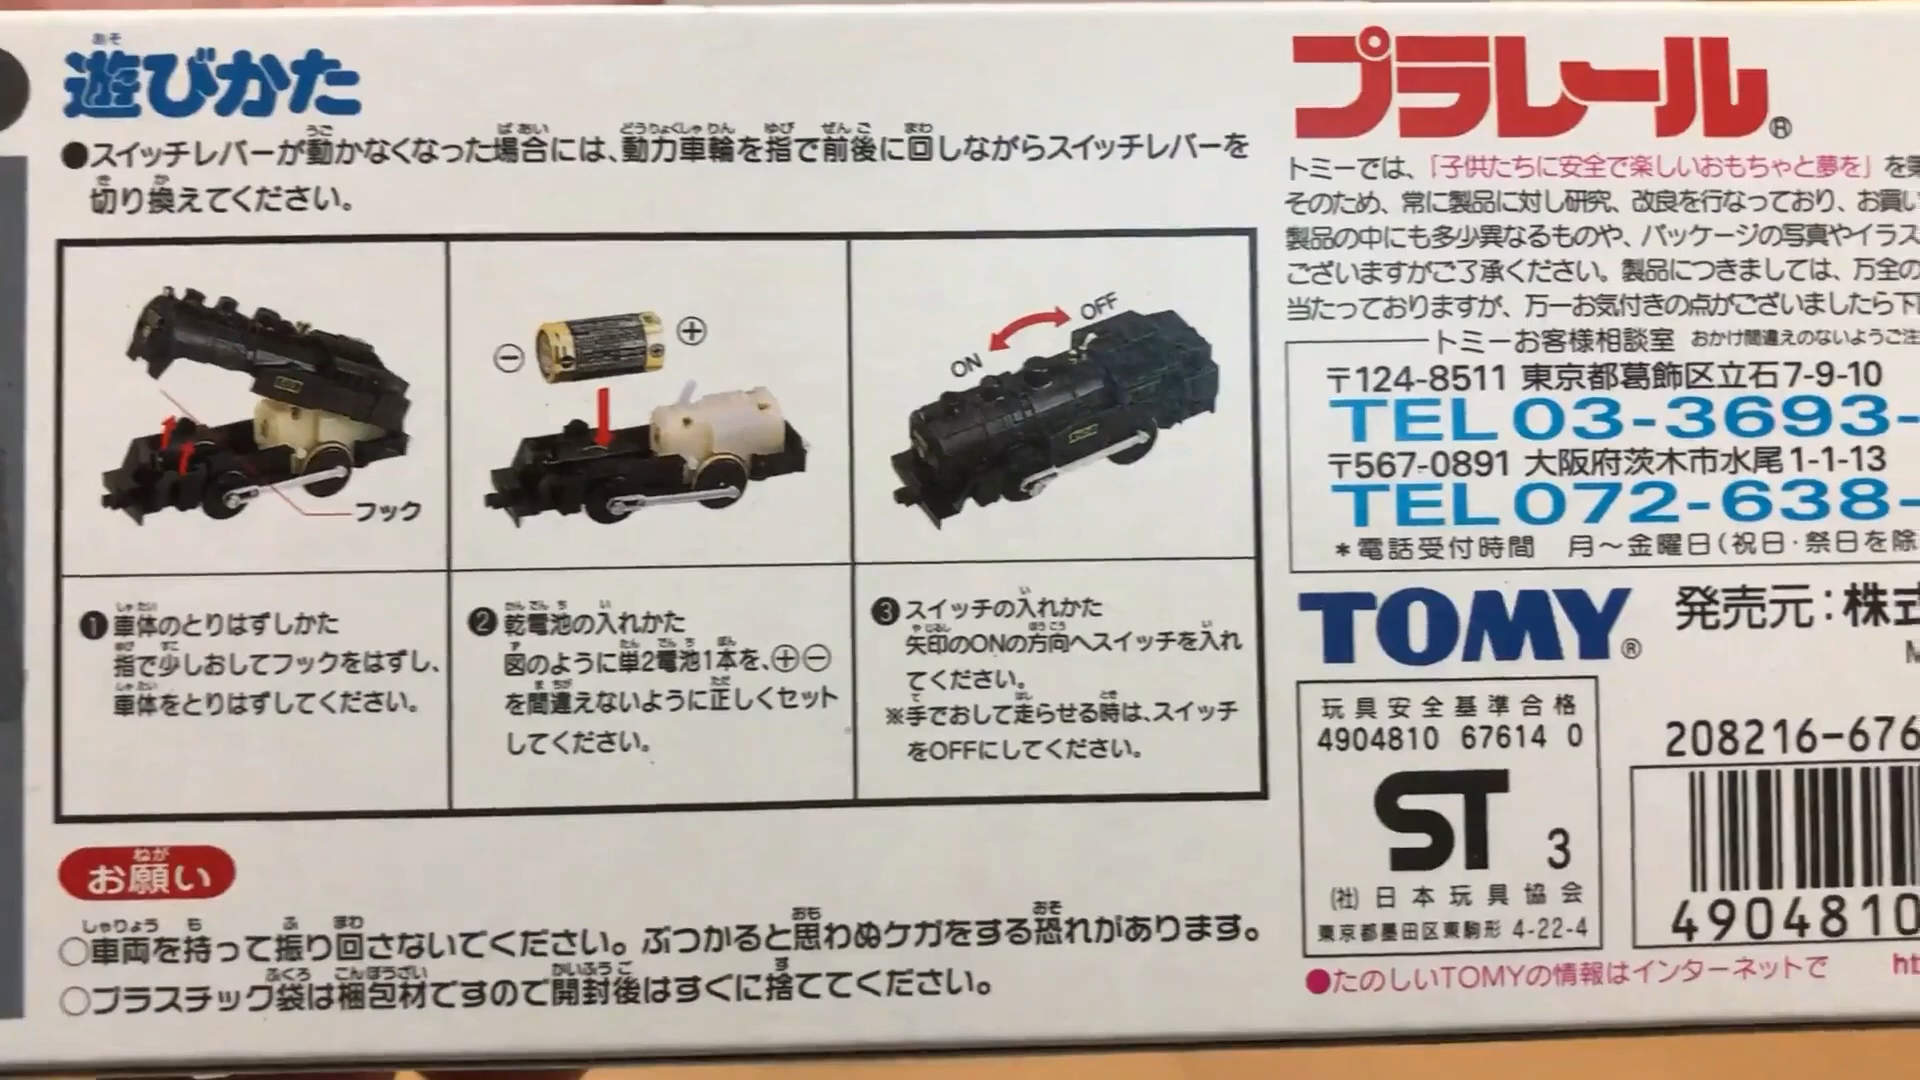 遊びかた
●スイッチレバーが動かなくなった場合には、動力車輪を指で前後に回しながらスイッチレバーを
切り換えてください。
フック
⊖ ⊕
ON OFF
❶車体のとりはずしかた
指で少しおしてフックをはずし、
車体をとりはずしてください。
❷乾電池の入れかた
図のように単2電池1本を、⊕⊖
を間違えないように正しくセット
してください。
❸スイッチの入れかた
矢印のONの方向へスイッチを入れ
てください。
※手でおして走らせる時は、スイッチ
をOFFにしてください。
お願い
○車両を持って振り回さないでください。ぶつかると思わぬケガをする恐れがあります。
○プラスチック袋は梱包材ですので開封後はすぐに捨ててください。
プラレール®
トミーでは、「子供たちに安全で楽しいおもちゃと夢を」を
そのため、常に製品に対し研究、改良を行なっており、お買い
製品の中にも多少異なるものや、パッケージの写真やイラス
ございますがご了承ください。製品につきましては、万全の
当たっておりますが、万一お気付きの点がございましたら下
トミーお客様相談室 おかけ間違えのないようご注
〒124-8511 東京都葛飾区立石7-9-10
TEL 03-3693-
〒567-0891 大阪府茨木市水尾1-1-13
TEL 072-638-
*電話受付時間 月〜金曜日(祝日・祭日を除
TOMY® 発売元:株式
玩具安全基準合格
4904810 67614 0
ST 3
(社)日本玩具協会
東京都墨田区東駒形 4-22-4
208216-676
4904810
●たのしいTOMYの情報はインターネットで ht